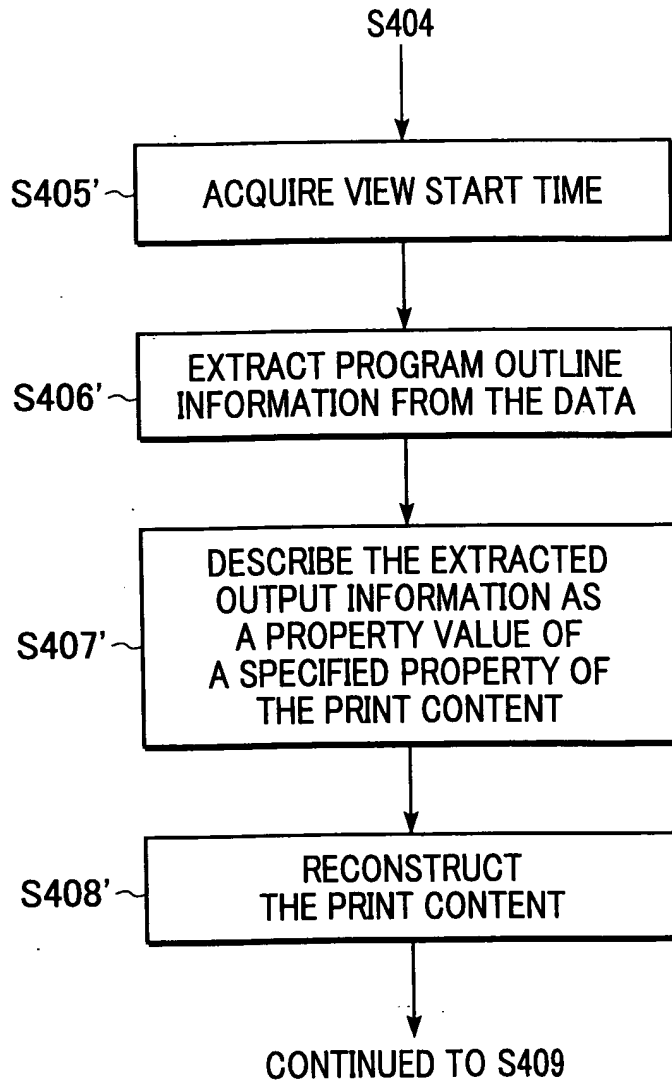 S404
S405'
ACQUIRE VIEW START TIME
S406'
EXTRACT PROGRAM OUTLINE
INFORMATION FROM THE DATA
S407'
DESCRIBE THE EXTRACTED
OUTPUT INFORMATION AS
A PROPERTY VALUE OF
A SPECIFIED PROPERTY OF
THE PRINT CONTENT
S408'
RECONSTRUCT
THE PRINT CONTENT
CONTINUED TO S409